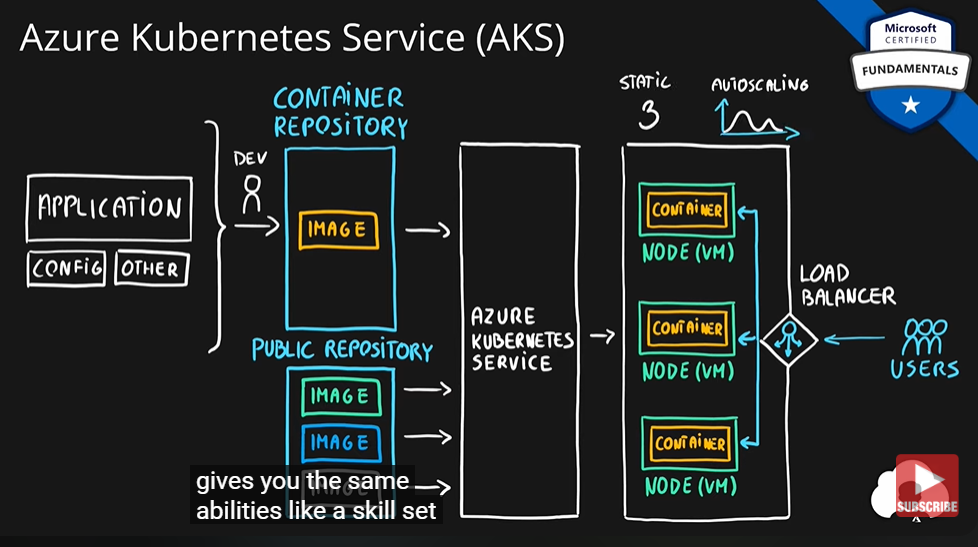 Azure Kubernetes Service (AKS)
Microsoft
CERTIFIED
FUNDAMENTALS
STATIC
3
AUTOSCALING
CONTAINER
REPOSITORY
DEV
APPLICATION
CONFIG
OTHER
IMAGE
PUBLIC REPOSITORY
IMAGE
IMAGE
AZURE
KUBERNETES
SERVICE
CONTAINER
NODE (VM)
CONTAINER
NODE (VM)
CONTAINER
NODE (VM)
LOAD
BALANCER
USERS
gives you the same
abilities like a skill set
SUBSCRIBE